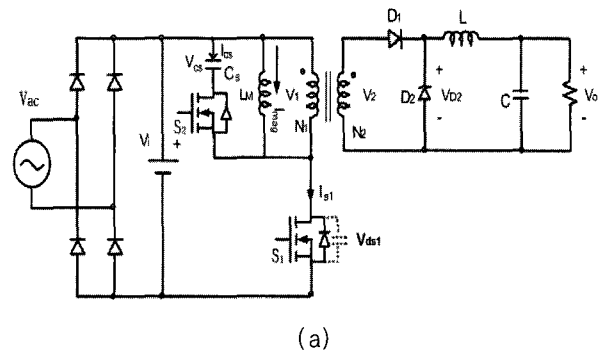 Vac
Vi
+
Vcs
Ics
Cs
S2
LM
Imag
V1
N1
V2
N2
D1
L
D2
+
VD2
-
C
+
Vo
-
Is1
S1
Vds1
(a)